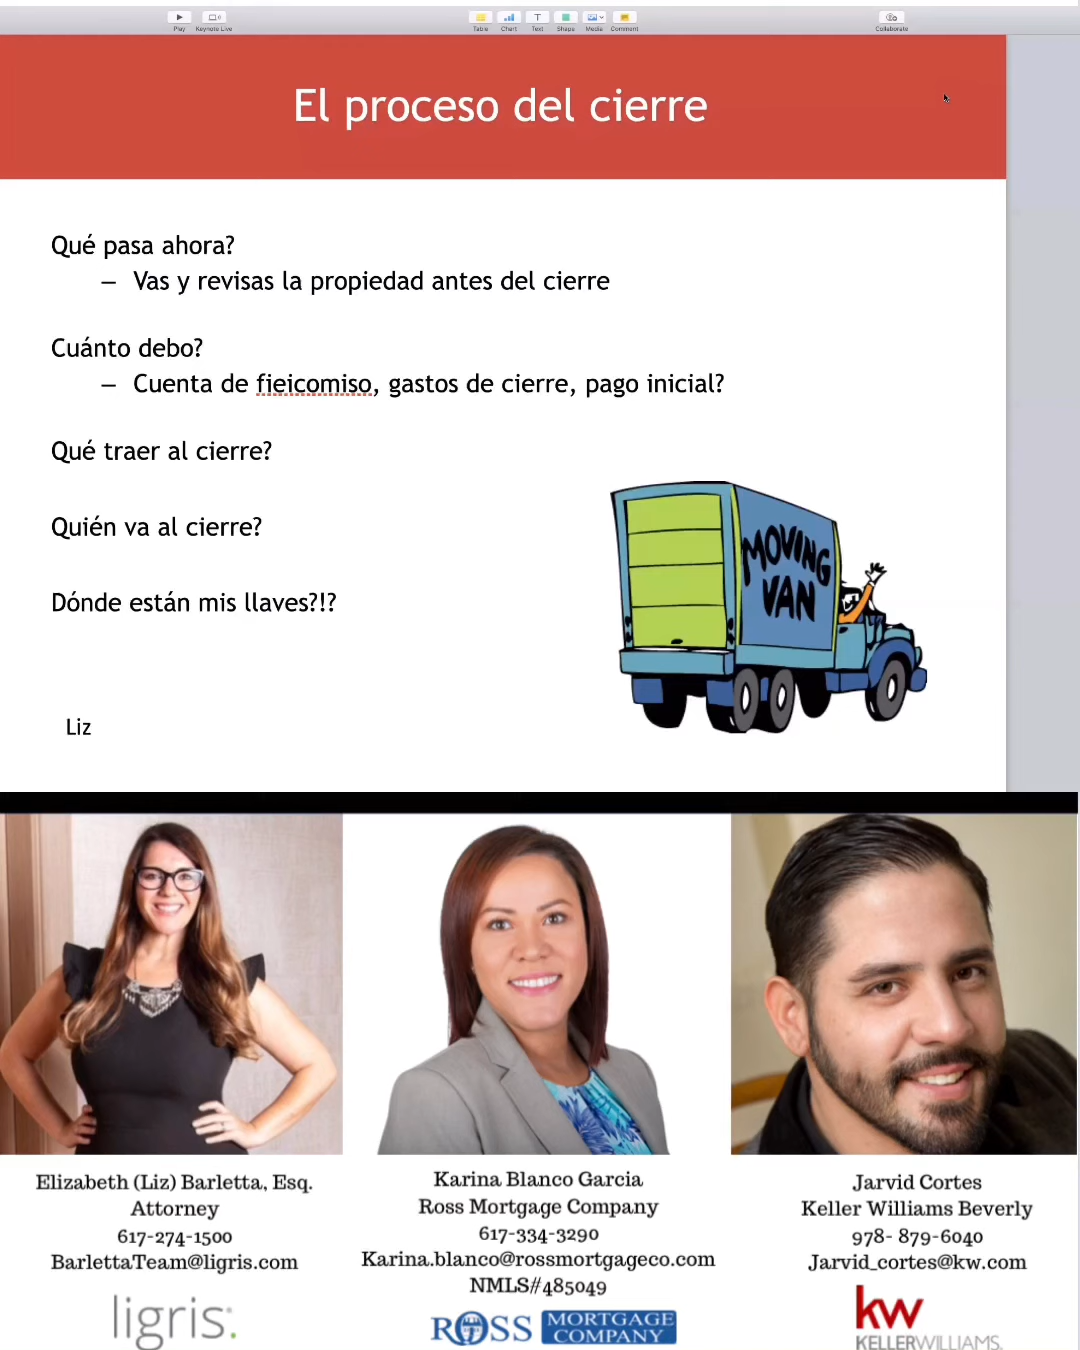 Play
Keynote Live
Table
Chart
Text
Shape
Media
Comment
Collaborate
El proceso del cierre
Qué pasa ahora?
– Vas y revisas la propiedad antes del cierre
Cuánto debo?
– Cuenta de fieicomiso, gastos de cierre, pago inicial?
Qué traer al cierre?
Quién va al cierre?
Dónde están mis llaves?!?
MOVING
VAN
Liz
Elizabeth (Liz) Barletta, Esq.
Attorney
617-274-1500
BarlettaTeam@ligris.com
ligris:
Karina Blanco Garcia
Ross Mortgage Company
617-334-3290
Karina.blanco@rossmortgageco.com
NMLS#485049
ROSS MORTGAGE
COMPANY
Jarvid Cortes
Keller Williams Beverly
978- 879-6040
Jarvid_cortes@kw.com
kw
KELLERWILLIAMS.